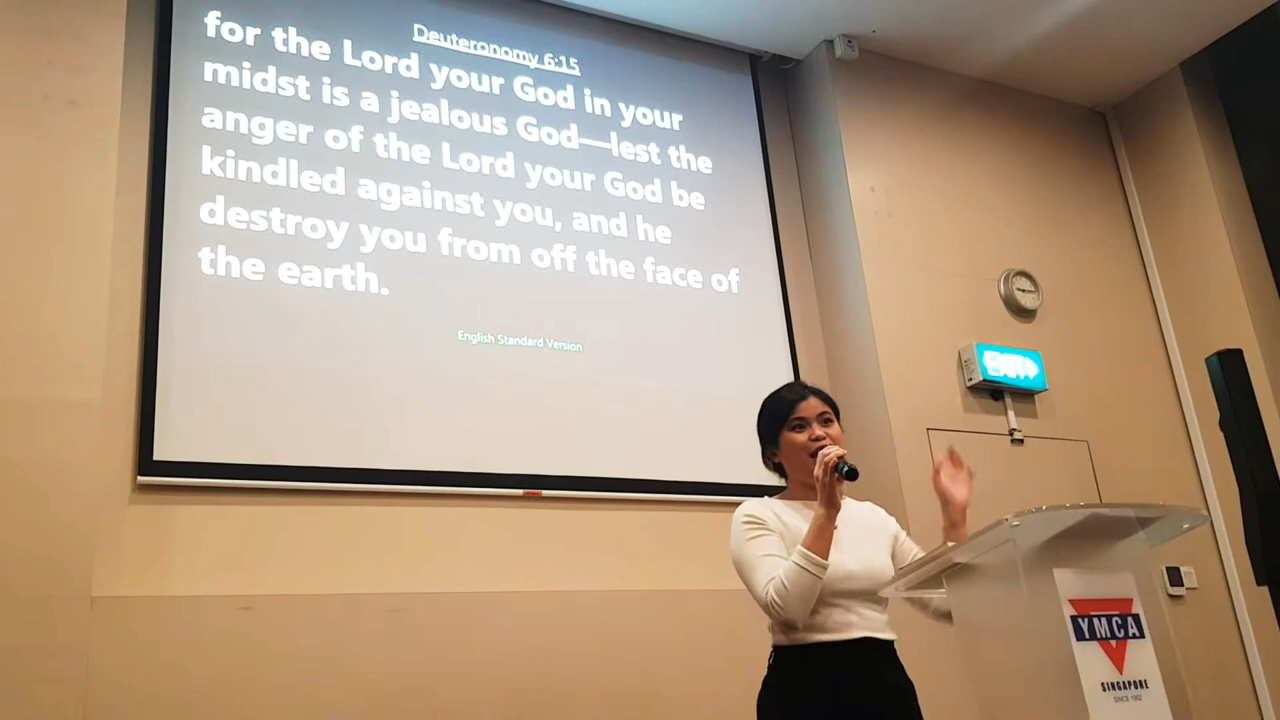 Deuteronomy 6:15
for the Lord your God in your
midst is a jealous God—lest the
anger of the Lord your God be
kindled against you, and he
destroy you from off the face of
the earth.
English Standard Version
EXIT
YMCA
SINGAPORE
SINCE 1902